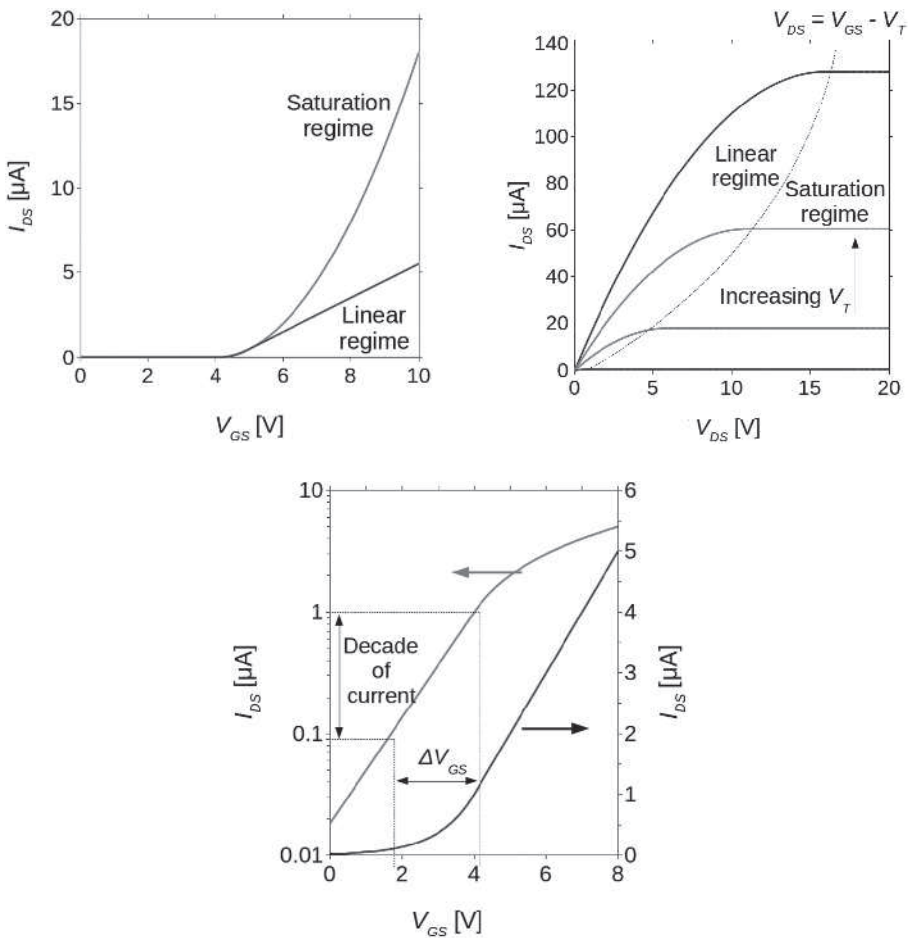 20
15
10
5
0
I_DS [μA]
Saturation
regime
Linear
regime
0 2 4 6 8 10
V_GS [V]
V_DS = V_GS - V_T
140
120
100
80
60
40
20
0
I_DS [μA]
Linear
regime
Saturation
regime
Increasing V_T
0 5 10 15 20
V_DS [V]
10
1
0.1
0.01
I_DS [μA]
Decade
of
current
ΔV_GS
6
5
4
3
2
1
0
I_DS [μA]
0 2 4 6 8
V_GS [V]